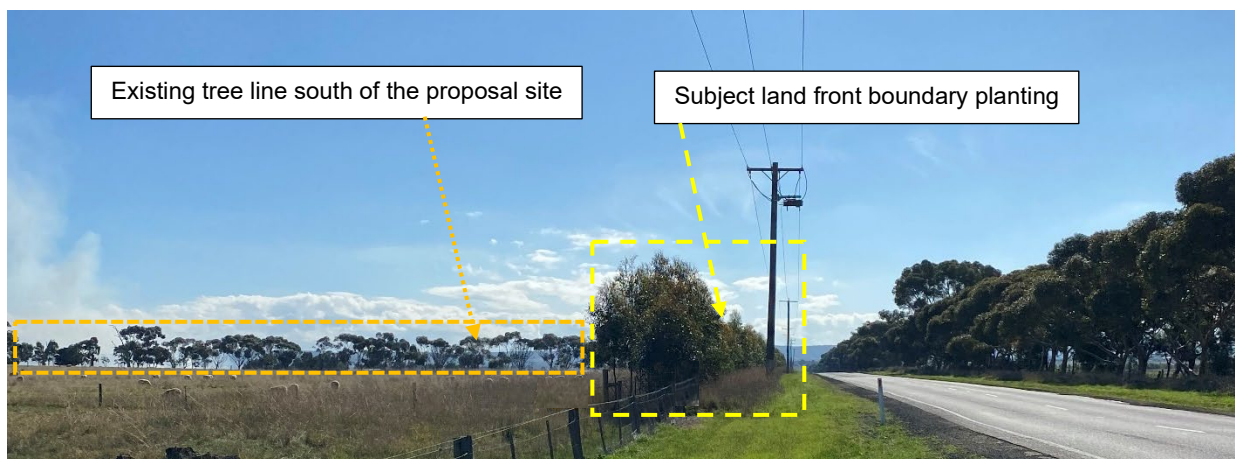 Existing tree line south of the proposal site
Subject land front boundary planting